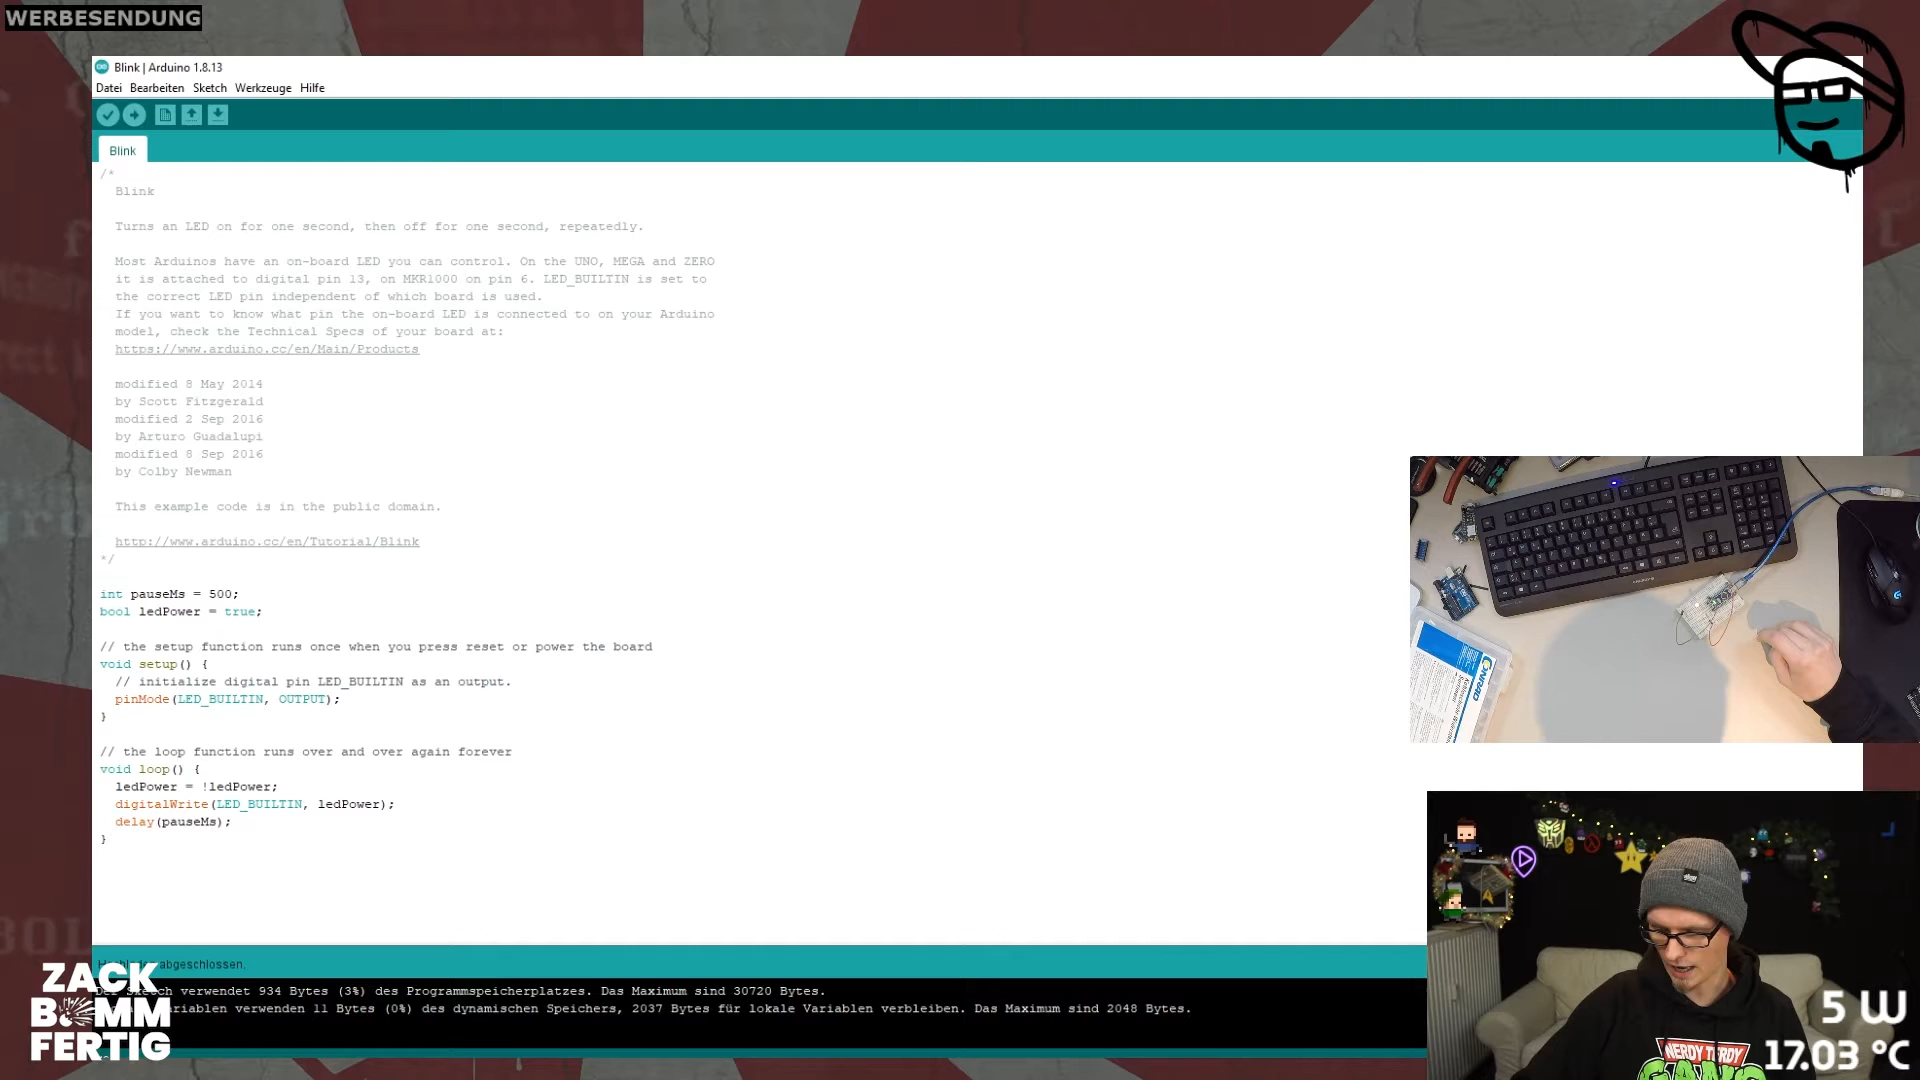 WERBESENDUNG
Blink | Arduino 1.8.13
Datei Bearbeiten Sketch Werkzeuge Hilfe
Blink
/*
Blink
Turns an LED on for one second, then off for one second, repeatedly.
Most Arduinos have an on-board LED you can control. On the UNO, MEGA and ZERO
it is attached to digital pin 13, on MKR1000 on pin 6. LED_BUILTIN is set to
the correct LED pin independent of which board is used.
If you want to know what pin the on-board LED is connected to on your Arduino
model, check the Technical Specs of your board at:
https://www.arduino.cc/en/Main/Products
modified 8 May 2014
by Scott Fitzgerald
modified 2 Sep 2016
by Arturo Guadalupi
modified 8 Sep 2016
by Colby Newman
This example code is in the public domain.
http://www.arduino.cc/en/Tutorial/Blink
*/
int pauseMs = 500;
bool ledPower = true;
// the setup function runs once when you press reset or power the board
void setup() {
// initialize digital pin LED_BUILTIN as an output.
pinMode(LED_BUILTIN, OUTPUT);
}
// the loop function runs over and over again forever
void loop() {
ledPower = !ledPower;
digitalWrite(LED_BUILTIN, ledPower);
delay(pauseMs);
}
abgeschlossen.
Sketch verwendet 934 Bytes (3%) des Programmspeicherplatzes. Das Maximum sind 30720 Bytes.
verwenden 11 Bytes (0%) des dynamischen Speichers, 2037 Bytes für lokale Variablen verbleiben. Das Maximum sind 2048 Bytes.
ZACK
BOMM
FERTIG
CONRAD
NERDY TERDY
GANG
5 W
17.03 °C